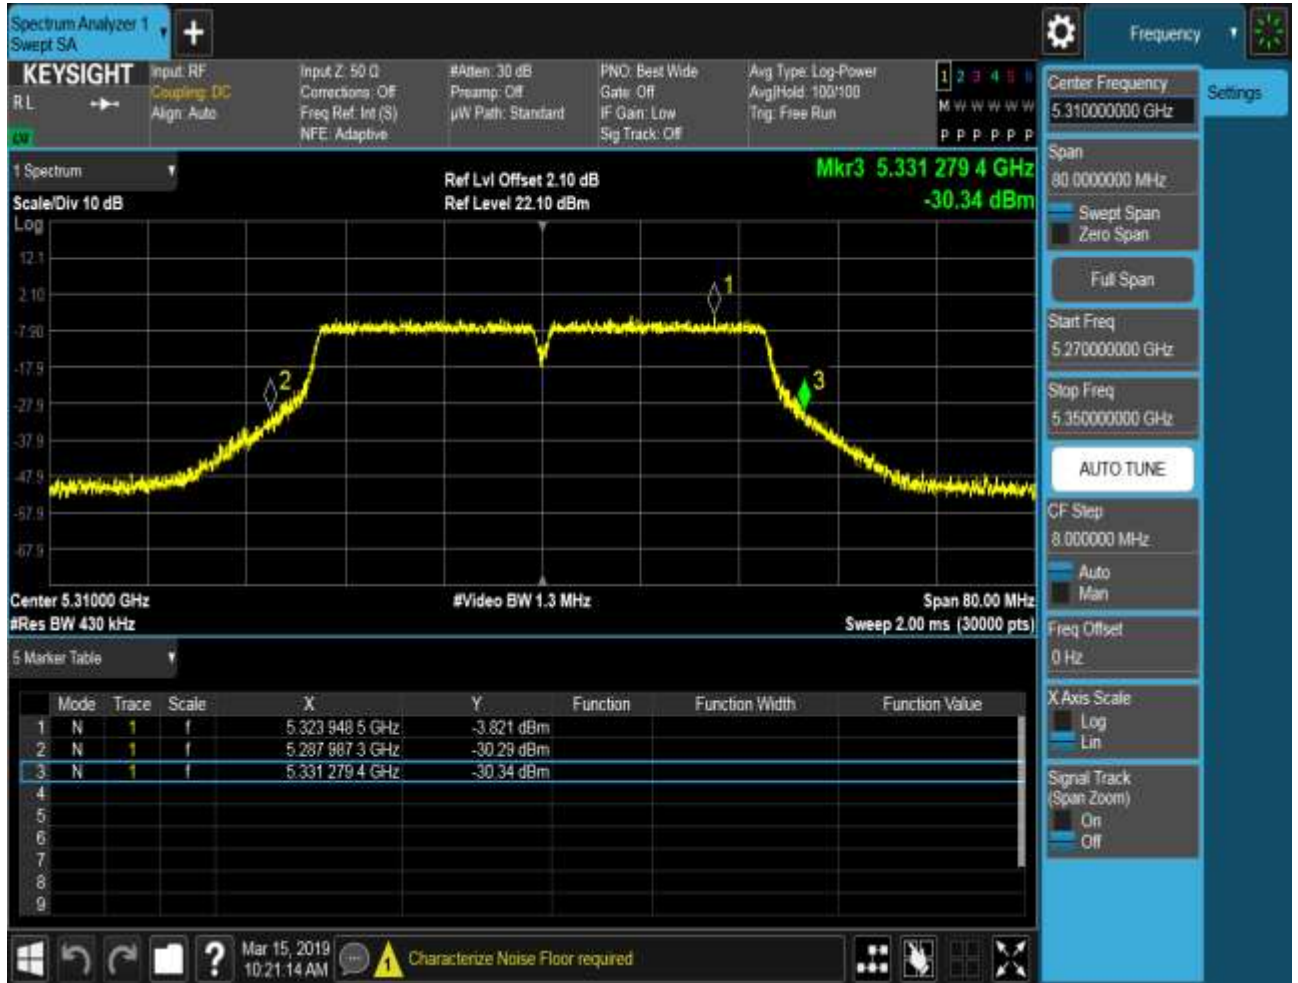 Spectrum Analyzer 1
Swept SA
+
Frequency
KEYSIGHT
RL
Input: RF
Coupling: DC
Align: Auto
Input Z: 50 Ω
Corrections: Off
Freq Ref: Int (S)
NFE: Adaptive
#Atten: 30 dB
Preamp: Off
µW Path: Standard
PNO: Best Wide
Gate: Off
IF Gain: Low
Sig Track: Off
Avg Type: Log-Power
Avg|Hold: 100/100
Trig: Free Run
1 2 3 4 5 6
M W W W W W
P P P P P P
1 Spectrum
Scale/Div 10 dB
Ref Lvl Offset 2.10 dB
Ref Level 22.10 dBm
Mkr3 5.331 279 4 GHz
-30.34 dBm
Log
12.1
2.10
-7.90
-17.9
-27.9
-37.9
-47.9
-57.9
-67.9
1
2
3
Center 5.31000 GHz
#Res BW 430 kHz
#Video BW 1.3 MHz
Span 80.00 MHz
Sweep 2.00 ms (30000 pts)
5 Marker Table
Mode Trace Scale X Y Function Function Width Function Value
1 N 1 f 5.323 948 5 GHz -3.821 dBm
2 N 1 f 5.287 987 3 GHz -30.29 dBm
3 N 1 f 5.331 279 4 GHz -30.34 dBm
4
5
6
7
8
9
?
Mar 15, 2019
10:21:14 AM
1
Characterize Noise Floor required
Center Frequency
5.310000000 GHz
Settings
Span
80.0000000 MHz
Swept Span
Zero Span
Full Span
Start Freq
5.270000000 GHz
Stop Freq
5.350000000 GHz
AUTO TUNE
CF Step
8.000000 MHz
Auto
Man
Freq Offset
0 Hz
X Axis Scale
Log
Lin
Signal Track
(Span Zoom)
On
Off